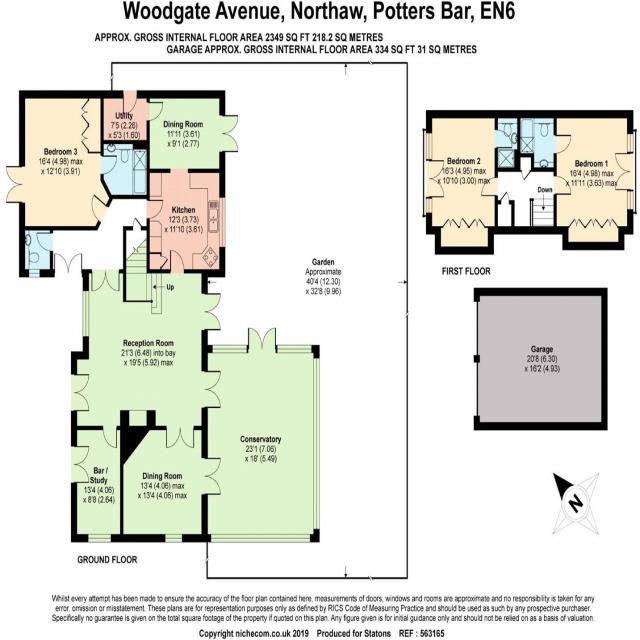 Woodgate Avenue, Northaw, Potters Bar, EN6
APPROX. GROSS INTERNAL FLOOR AREA 2349 SQ FT 218.2 SQ METRES
GARAGE APPROX. GROSS INTERNAL FLOOR AREA 334 SQ FT 31 SQ METRES
Utility
7'5 (2.26)
x 5'3 (1.60)
Dining Room
11'11 (3.61)
x 9'1 (2.77)
Bedroom 3
16'4 (4.98) max
x 12'10 (3.91)
Kitchen
12'3 (3.73)
x 11'10 (3.61)
Up
Reception Room
21'3 (6.48) into bay
x 19'5 (5.92) max
Garden
Approximate
40'4 (12.30)
x 32'8 (9.96)
Conservatory
23'1 (7.06)
x 18' (5.49)
Bar /
Study
13'4 (4.06)
x 8'8 (2.64)
Dining Room
13'4 (4.06) max
x 13'4 (4.06) max
GROUND FLOOR
Bedroom 2
16'3 (4.95) max
x 10'10 (3.00) max
Bedroom 1
16'4 (4.98) max
x 11'11 (3.63) max
Down
FIRST FLOOR
Garage
20'8 (6.30)
x 16'2 (4.93)
N
Whilst every attempt has been made to ensure the accuracy of the floor plan contained here, measurements of doors, windows and rooms are approximate and no responsibility is taken for any
error, omission or misstatement. These plans are for representation purposes only as defined by RICS Code of Measuring Practice and should be used as such by any prospective purchaser.
Specifically no guarantee is given on the total square footage of the property if quoted on this plan. Any figure given is for initial guidance only and should not be relied on as a basis of valuation.
Copyright nichecom.co.uk 2019 Produced for Statons REF : 563165